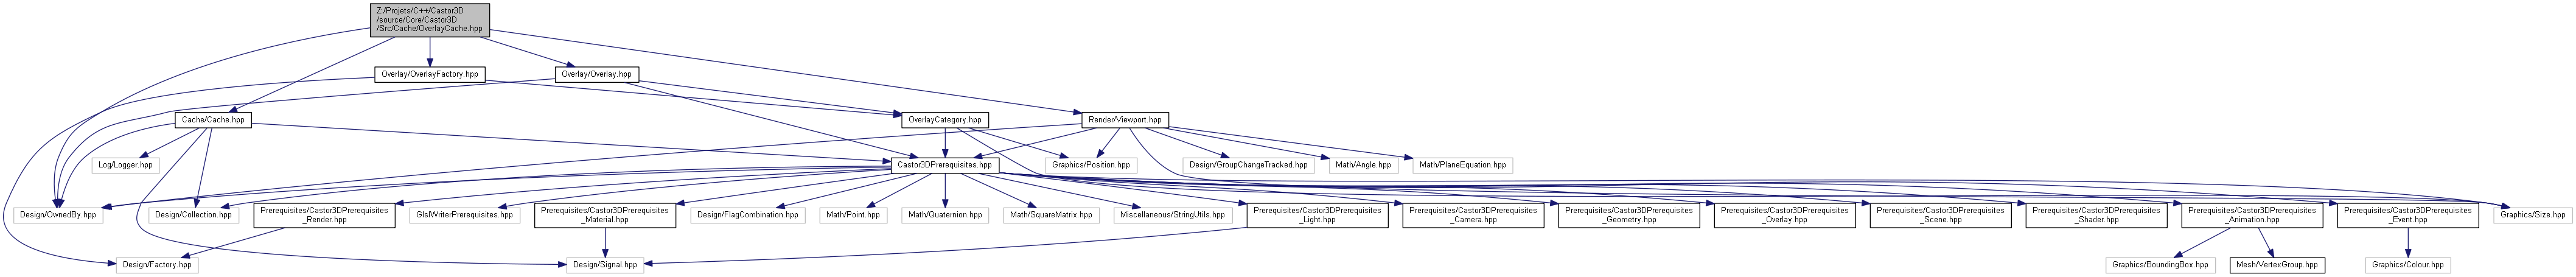 Z:/Projets/C++/Castor3D
/source/Core/Castor3D
/Src/Cache/OverlayCache.hpp
Overlay/OverlayFactory.hpp
Overlay/Overlay.hpp
Cache/Cache.hpp
OverlayCategory.hpp
Render/Viewport.hpp
Log/Logger.hpp
Castor3DPrerequisites.hpp
Graphics/Position.hpp
Design/GroupChangeTracked.hpp
Math/Angle.hpp
Math/PlaneEquation.hpp
Design/OwnedBy.hpp
Design/Collection.hpp
Prerequisites/Castor3DPrerequisites
_Render.hpp
GlslWriterPrerequisites.hpp
Prerequisites/Castor3DPrerequisites
_Material.hpp
Design/FlagCombination.hpp
Math/Point.hpp
Math/Quaternion.hpp
Math/SquareMatrix.hpp
Miscellaneous/StringUtils.hpp
Prerequisites/Castor3DPrerequisites
_Light.hpp
Prerequisites/Castor3DPrerequisites
_Camera.hpp
Prerequisites/Castor3DPrerequisites
_Geometry.hpp
Prerequisites/Castor3DPrerequisites
_Overlay.hpp
Prerequisites/Castor3DPrerequisites
_Scene.hpp
Prerequisites/Castor3DPrerequisites
_Shader.hpp
Prerequisites/Castor3DPrerequisites
_Animation.hpp
Prerequisites/Castor3DPrerequisites
_Event.hpp
Graphics/Size.hpp
Design/Factory.hpp
Design/Signal.hpp
Graphics/BoundingBox.hpp
Mesh/VertexGroup.hpp
Graphics/Colour.hpp